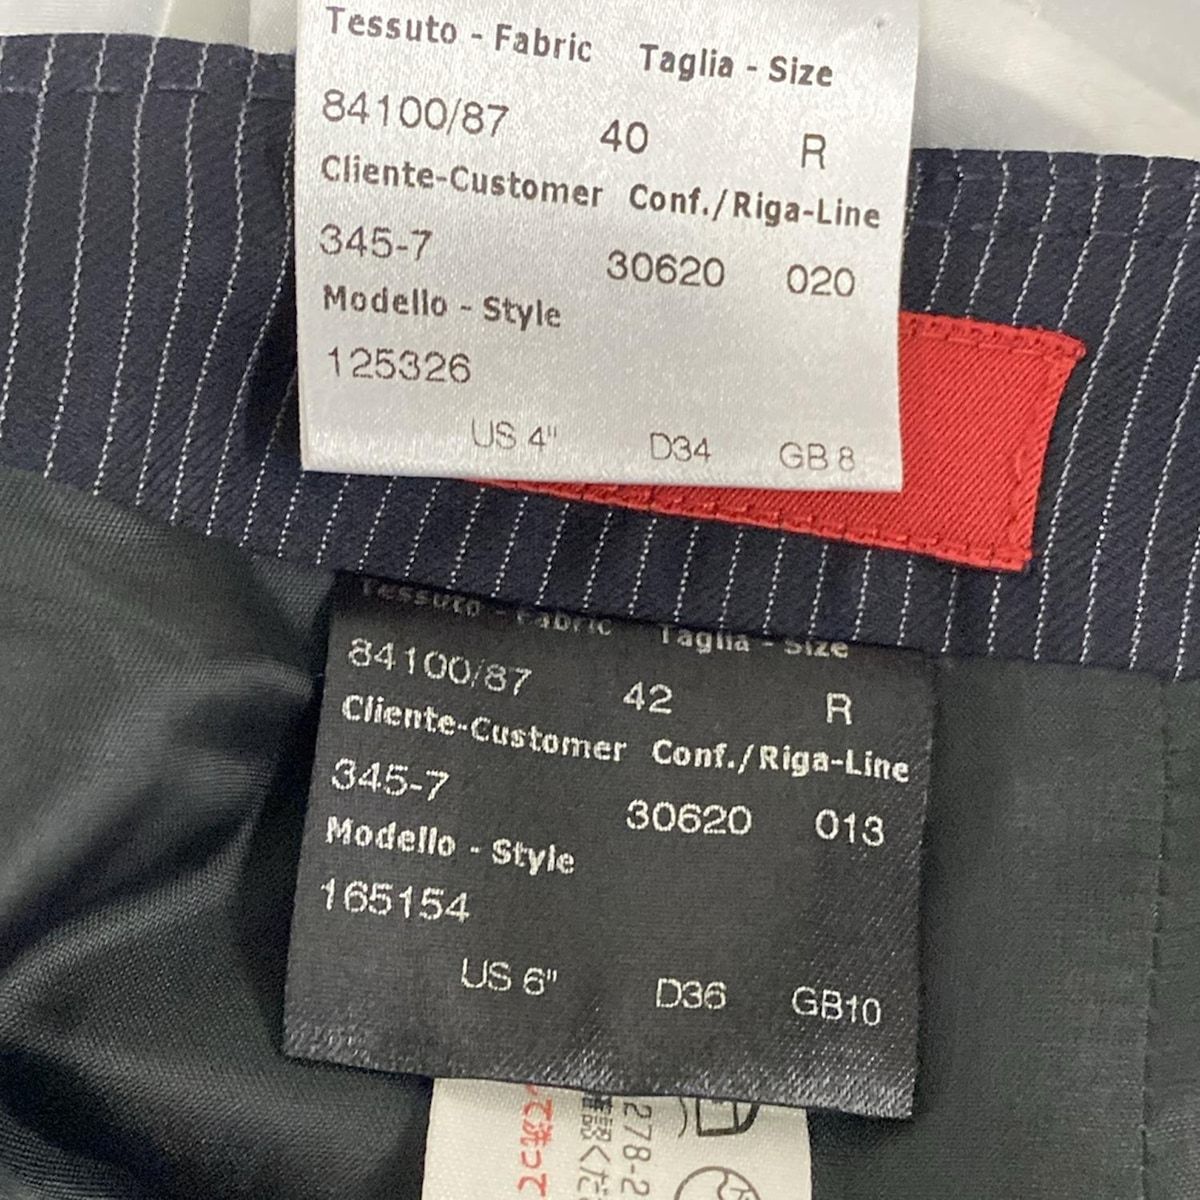 Tessuto - Fabric Taglia - Size
84100/87 40 R
Cliente-Customer Conf./Riga-Line
345-7 30620 020
Modello - Style
125326
US 4" D34 GB 8
Tessuto - Fabric Taglia - Size
84100/87 42 R
Cliente-Customer Conf./Riga-Line
345-7 30620 013
Modello - Style
165154
US 6" D36 GB10
278-2